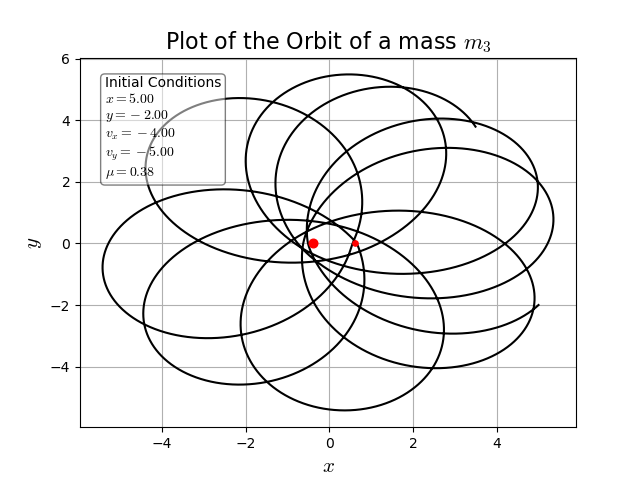 Plot of the Orbit of a mass m₃
Initial Conditions
x = 5.00
y = − 2.00
vₓ = − 4.00
v_y = − 5.00
μ = 0.38
6
4
2
0
−2
−4
−4
−2
0
2
4
y
x